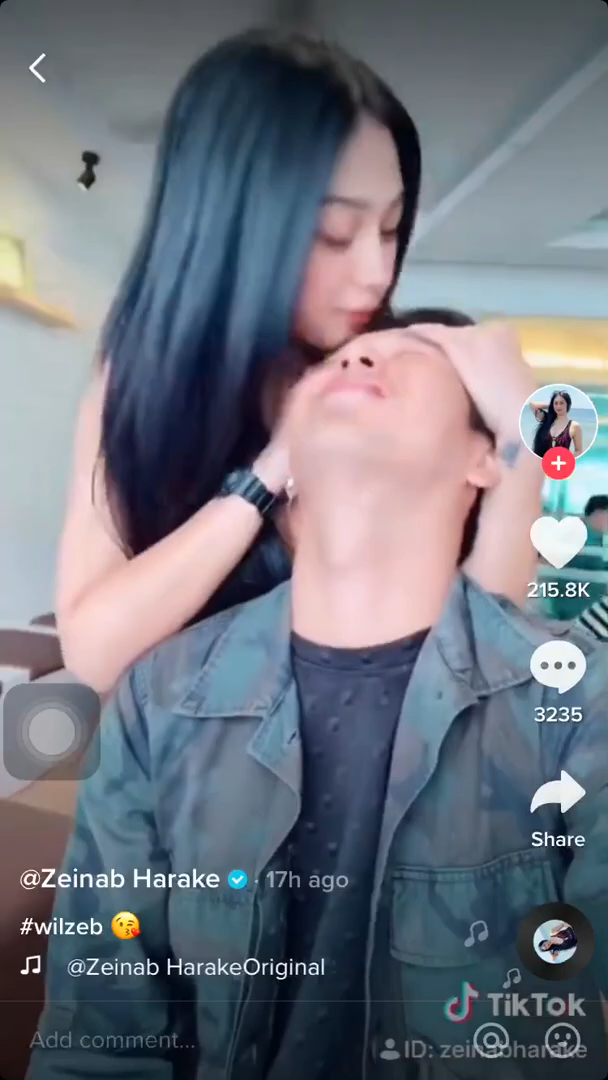 215.8K
3235
Share
@Zeinab Harake · 17h ago
#wilzeb 😘
@Zeinab HarakeOriginal
TikTok
Add comment...
ID: zeinabharake